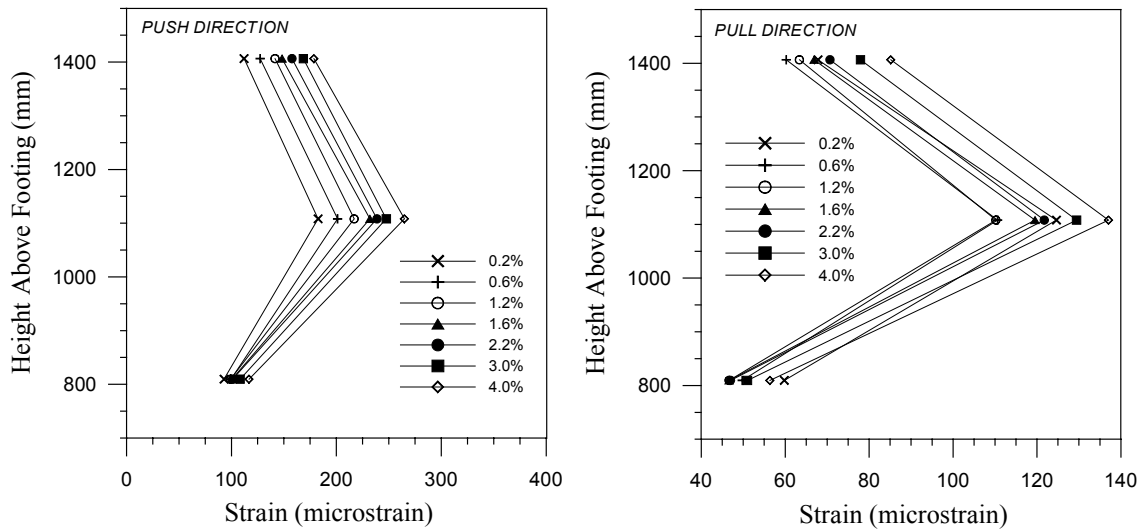 PUSH DIRECTION
1400
1200
1000
800
Height Above Footing (mm)
0.2%
0.6%
1.2%
1.6%
2.2%
3.0%
4.0%
0 100 200 300 400
Strain (microstrain)
PULL DIRECTION
1400
1200
1000
800
Height Above Footing (mm)
0.2%
0.6%
1.2%
1.6%
2.2%
3.0%
4.0%
40 60 80 100 120 140
Strain (microstrain)